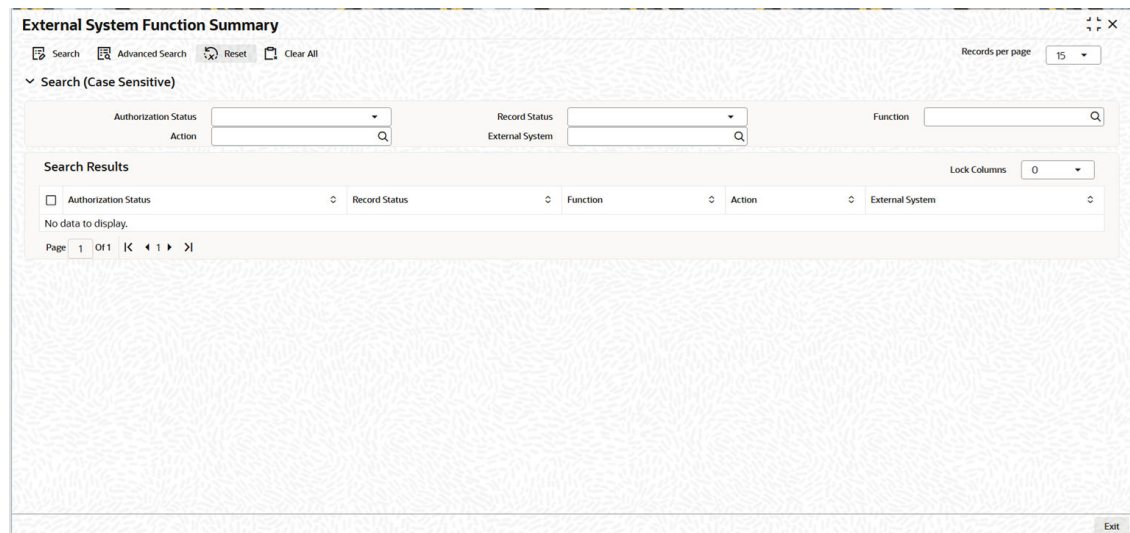 External System Function Summary
Search Advanced Search Reset Clear All Records per page 15
Search (Case Sensitive)
Authorization Status Record Status Function
Action External System
Search Results Lock Columns 0
Authorization Status Record Status Function Action External System
No data to display.
Page 1 Of 1 1
Exit